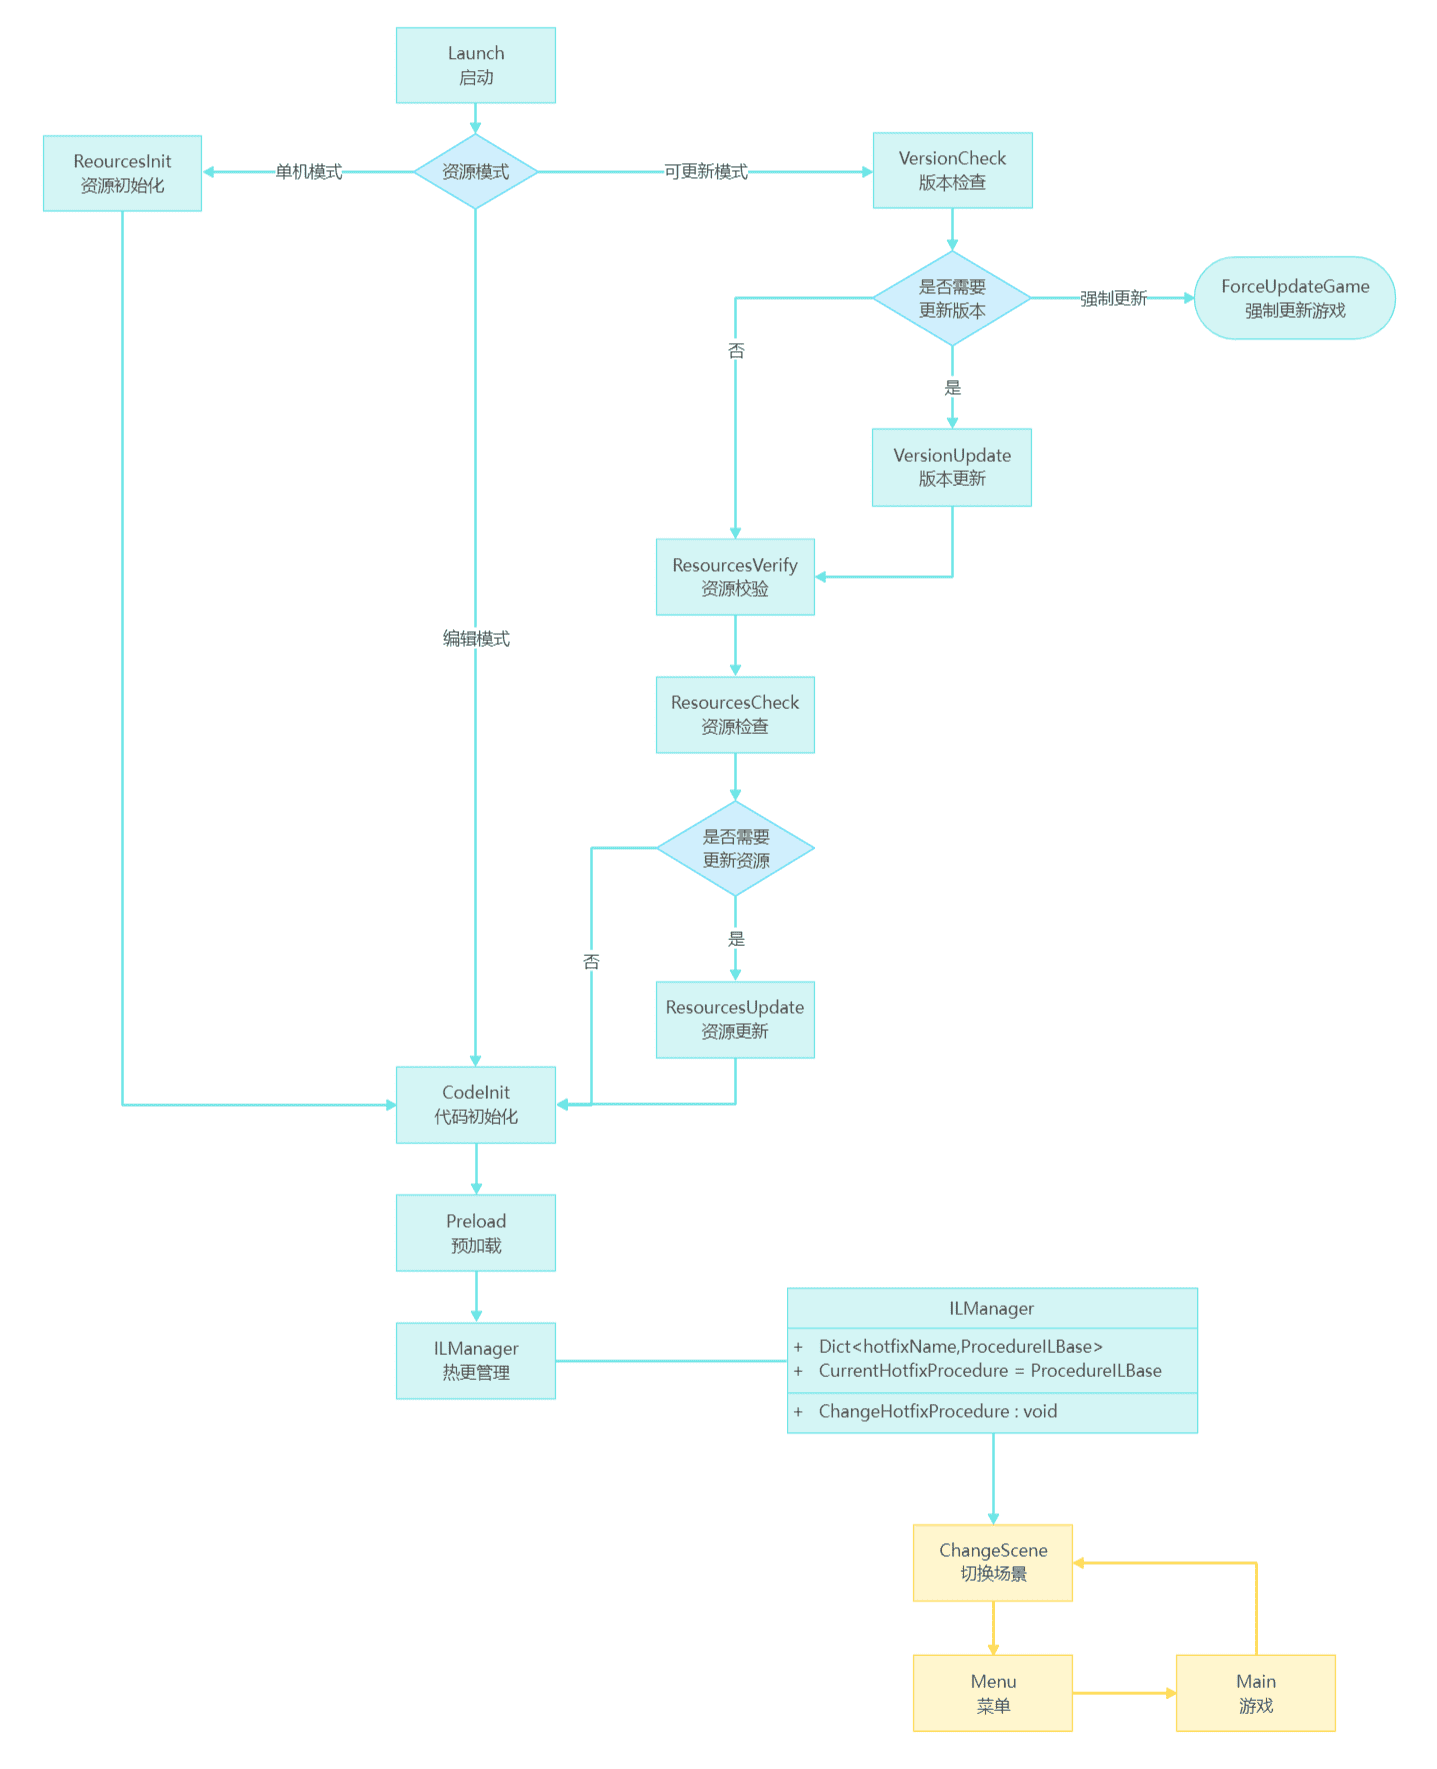 Launch
启动
ReourcesInit
资源初始化
单机模式
资源模式
可更新模式
VersionCheck
版本检查
是否需要
更新版本
强制更新
ForceUpdateGame
强制更新游戏
否
是
VersionUpdate
版本更新
ResourcesVerify
资源校验
编辑模式
ResourcesCheck
资源检查
是否需要
更新资源
是
否
ResourcesUpdate
资源更新
CodeInit
代码初始化
Preload
预加载
ILManager
热更管理
ILManager
+ Dict<hotfixName,ProcedureILBase>
+ CurrentHotfixProcedure = ProcedureILBase
+ ChangeHotfixProcedure : void
ChangeScene
切换场景
Menu
菜单
Main
游戏